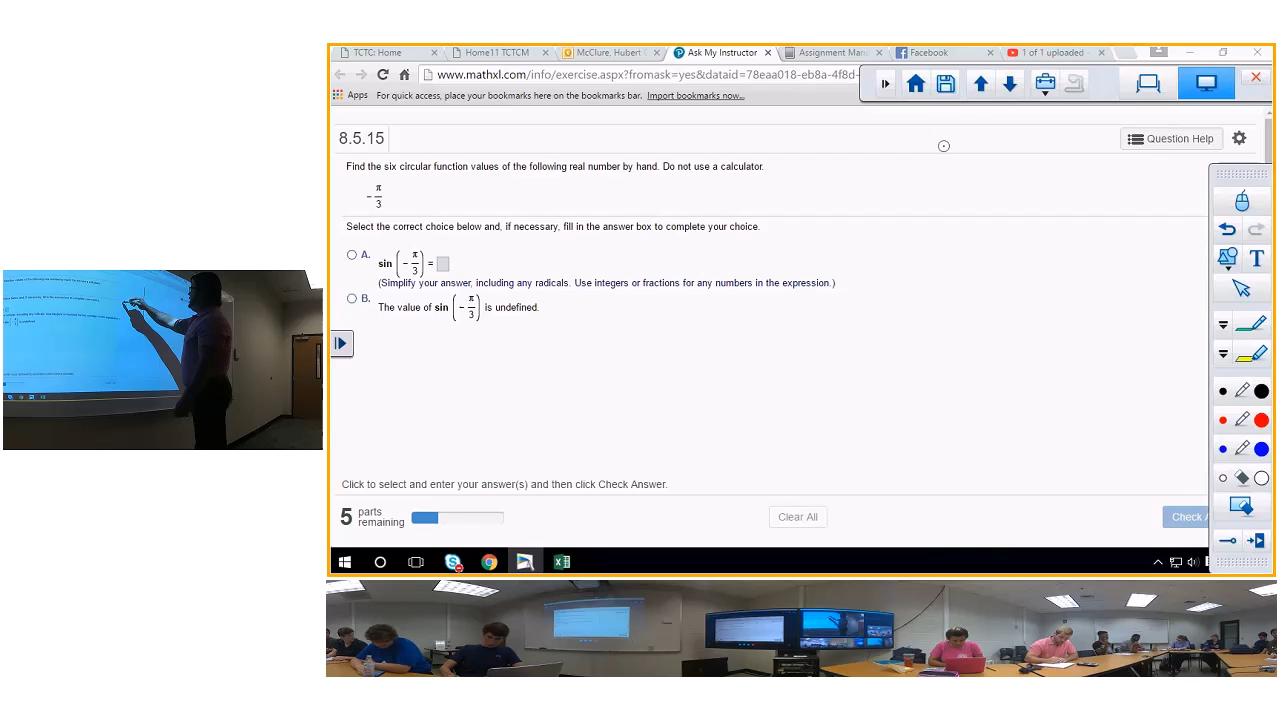 TCTC: Home
Home11 TCTCM
McClure, Hubert C
Ask My Instructor
Assignment Man
Facebook
1 of 1 uploaded -
www.mathxl.com/info/exercise.aspx?fromask=yes&dataid=78eaa018-eb8a-4f8d-
Apps For quick access, place your bookmarks here on the bookmarks bar. Import bookmarks now...
8.5.15
Question Help
Find the six circular function values of the following real number by hand. Do not use a calculator.
- π/3
Select the correct choice below and, if necessary, fill in the answer box to complete your choice.
A. sin (- π/3) =
(Simplify your answer, including any radicals. Use integers or fractions for any numbers in the expression.)
B. The value of sin (- π/3) is undefined.
T
Click to select and enter your answer(s) and then click Check Answer.
5 parts remaining
Clear All
Check A